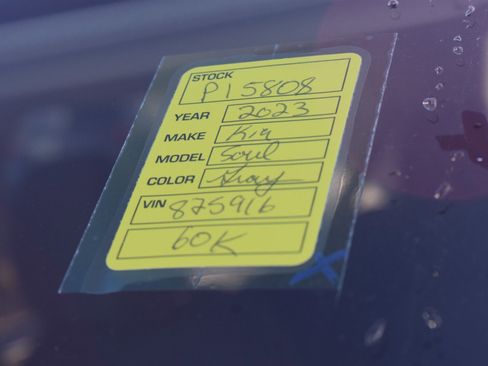 STOCK
P15808
YEAR 2023
MAKE Kia
MODEL Soul
COLOR Gray
VIN 875916
60K